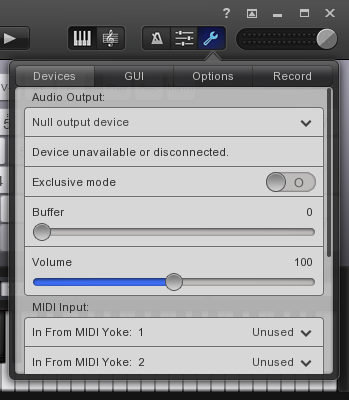 ?
Devices GUI Options Record
Audio Output:
Null output device
Device unavailable or disconnected.
Exclusive mode
Buffer 0
Volume 100
MIDI Input:
In From MIDI Yoke: 1 Unused
In From MIDI Yoke: 2 Unused